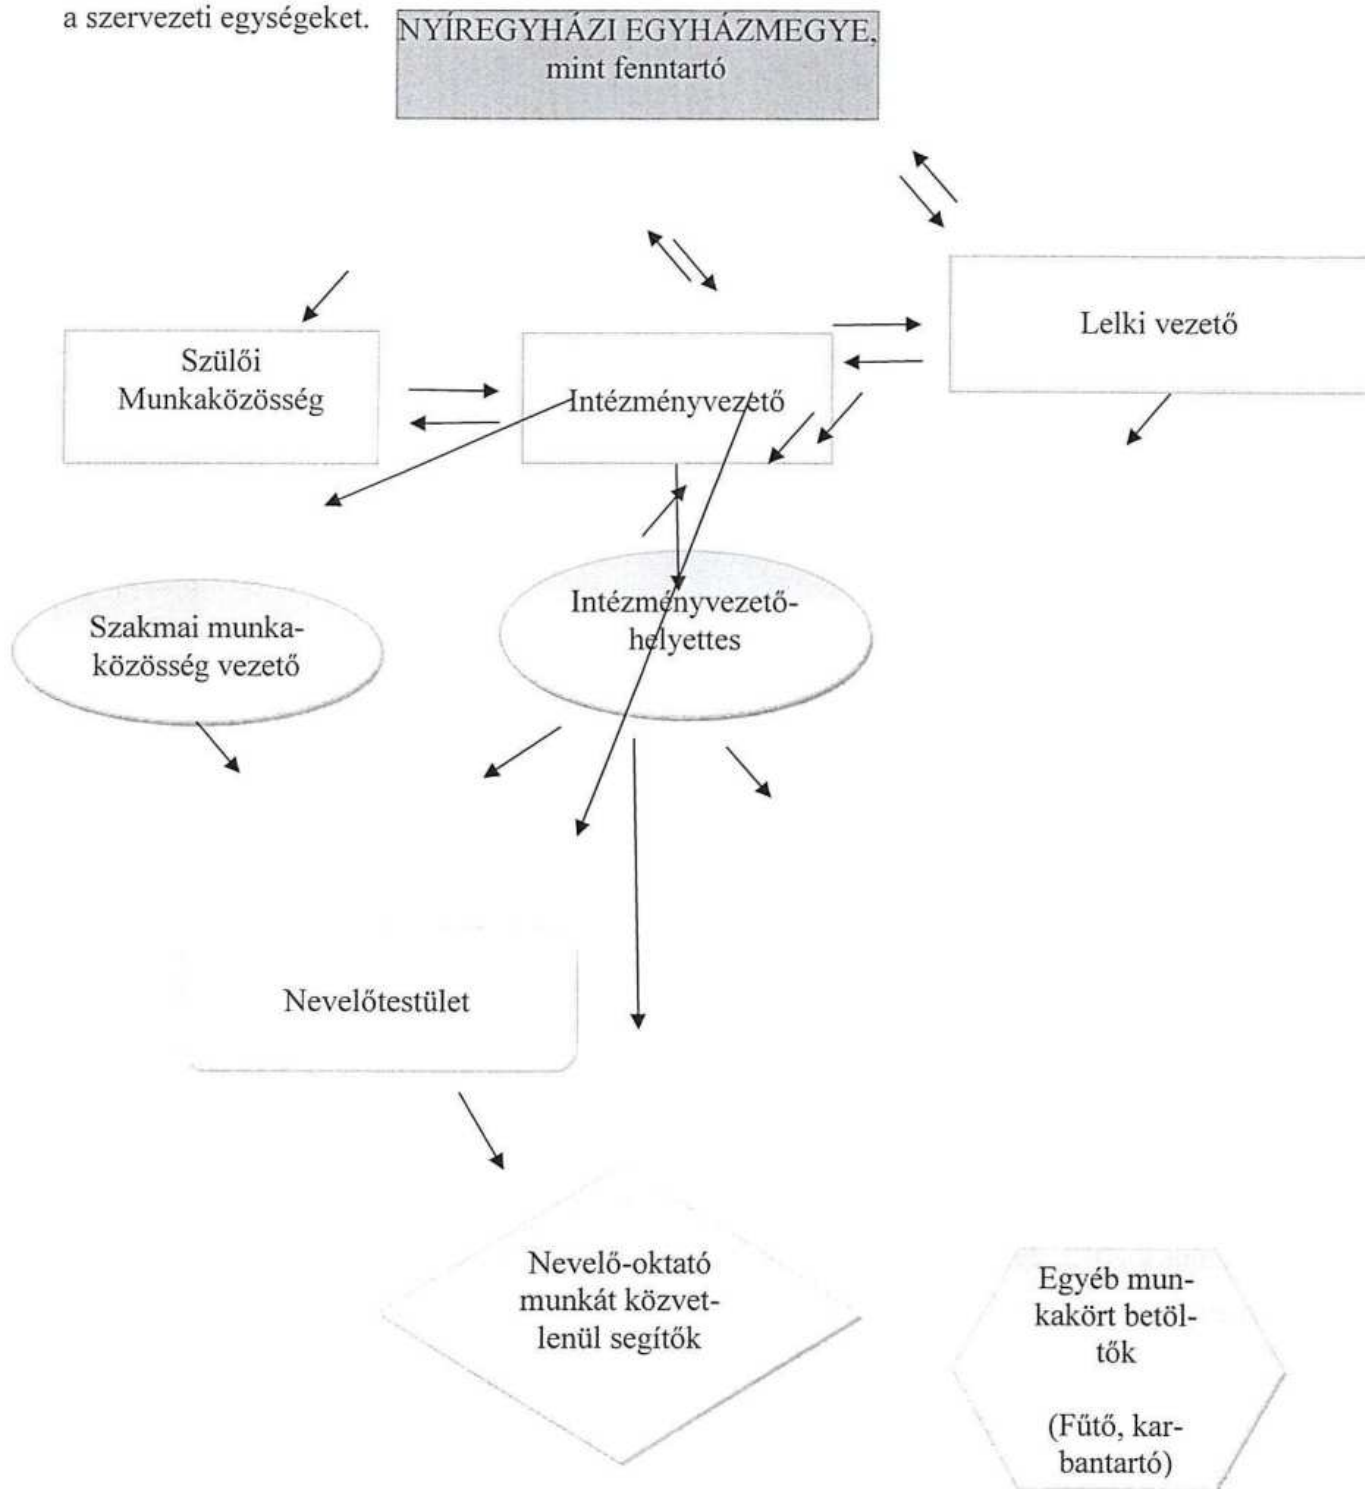 a szervezeti egységeket.
NYÍREGYHÁZI EGYHÁZMEGYE,
mint fenntartó
Lelki vezető
Szülői
Munkaközösség
Intézményvezető
Szakmai munka-
közösség vezető
Intézményvezető-
helyettes
Nevelőtestület
Nevelő-oktató
munkát közvet-
lenül segítők
Egyéb mun-
kakört betöl-
tők
(Fűtő, kar-
bantartó)